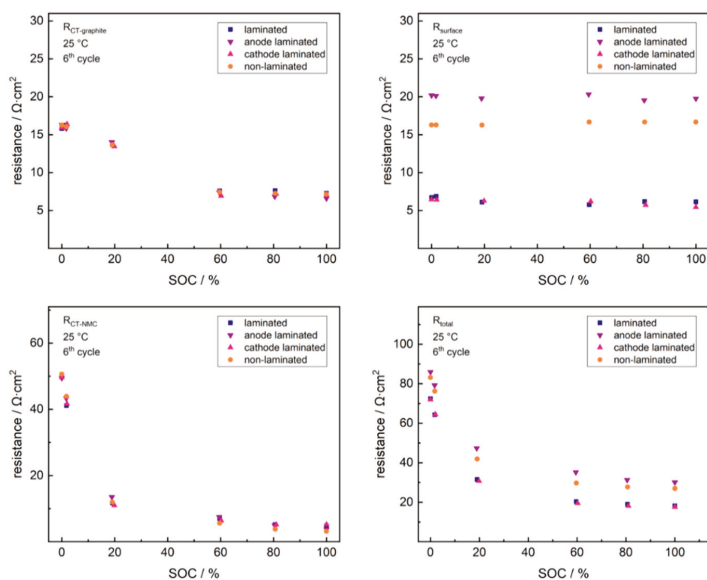 R_CT-graphite
25 °C
6th cycle
laminated
anode laminated
cathode laminated
non-laminated
30
25
20
15
10
5
resistance / Ω·cm²
0 20 40 60 80 100
SOC / %
R_surface
25 °C
6th cycle
laminated
anode laminated
cathode laminated
non-laminated
30
25
20
15
10
5
resistance / Ω·cm²
0 20 40 60 80 100
SOC / %
R_CT-NMC
25 °C
6th cycle
laminated
anode laminated
cathode laminated
non-laminated
60
40
20
resistance / Ω·cm²
0 20 40 60 80 100
SOC / %
R_total
25 °C
6th cycle
laminated
anode laminated
cathode laminated
non-laminated
100
80
60
40
20
resistance / Ω·cm²
0 20 40 60 80 100
SOC / %